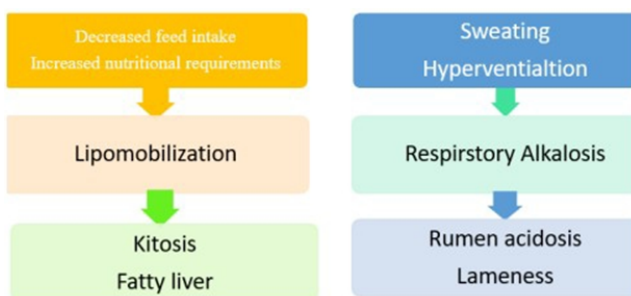 Decreased feed intake
Increased nutritional requirements
Lipomobilization
Kitosis
Fatty liver
Sweating
Hyperventialtion
Respirstory Alkalosis
Rumen acidosis
Lameness